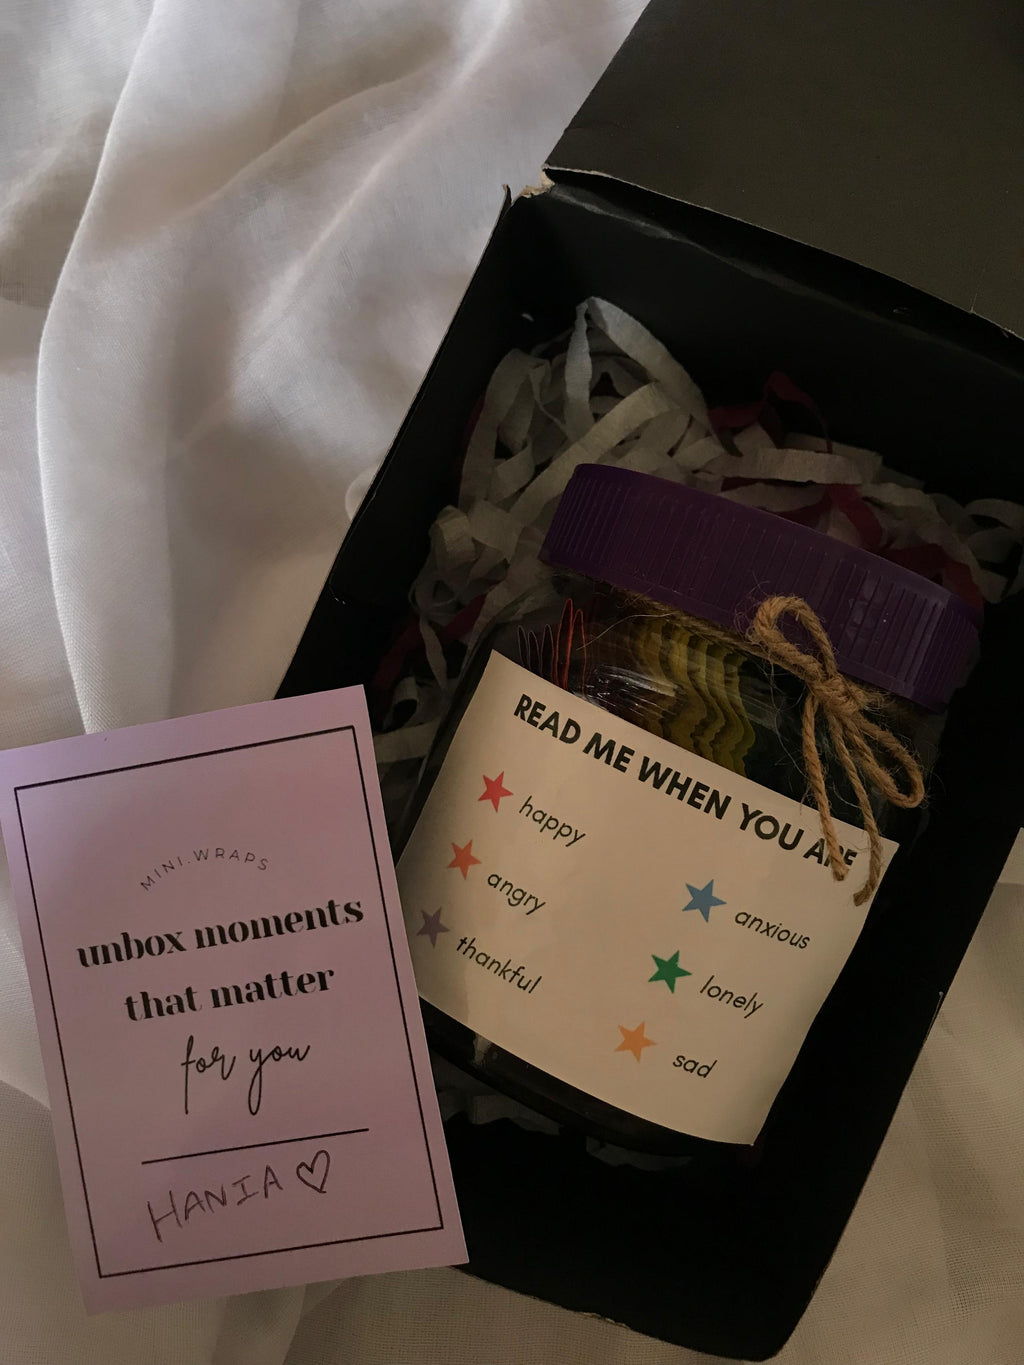 MINI.WRAPS
unbox moments
that matter
for you
HANIA ♡
READ ME WHEN YOU ARE
happy
angry
thankful
anxious
lonely
sad